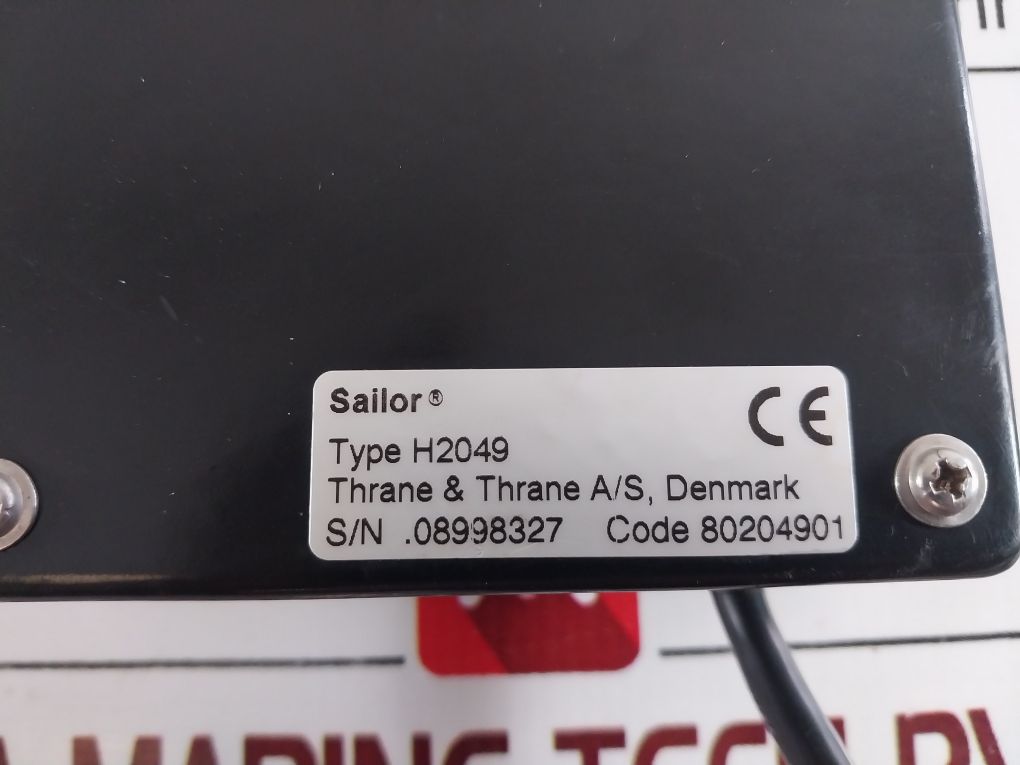 Sailor®
CE
Type H2049
Thrane & Thrane A/S, Denmark
S/N .08998327 Code 80204901